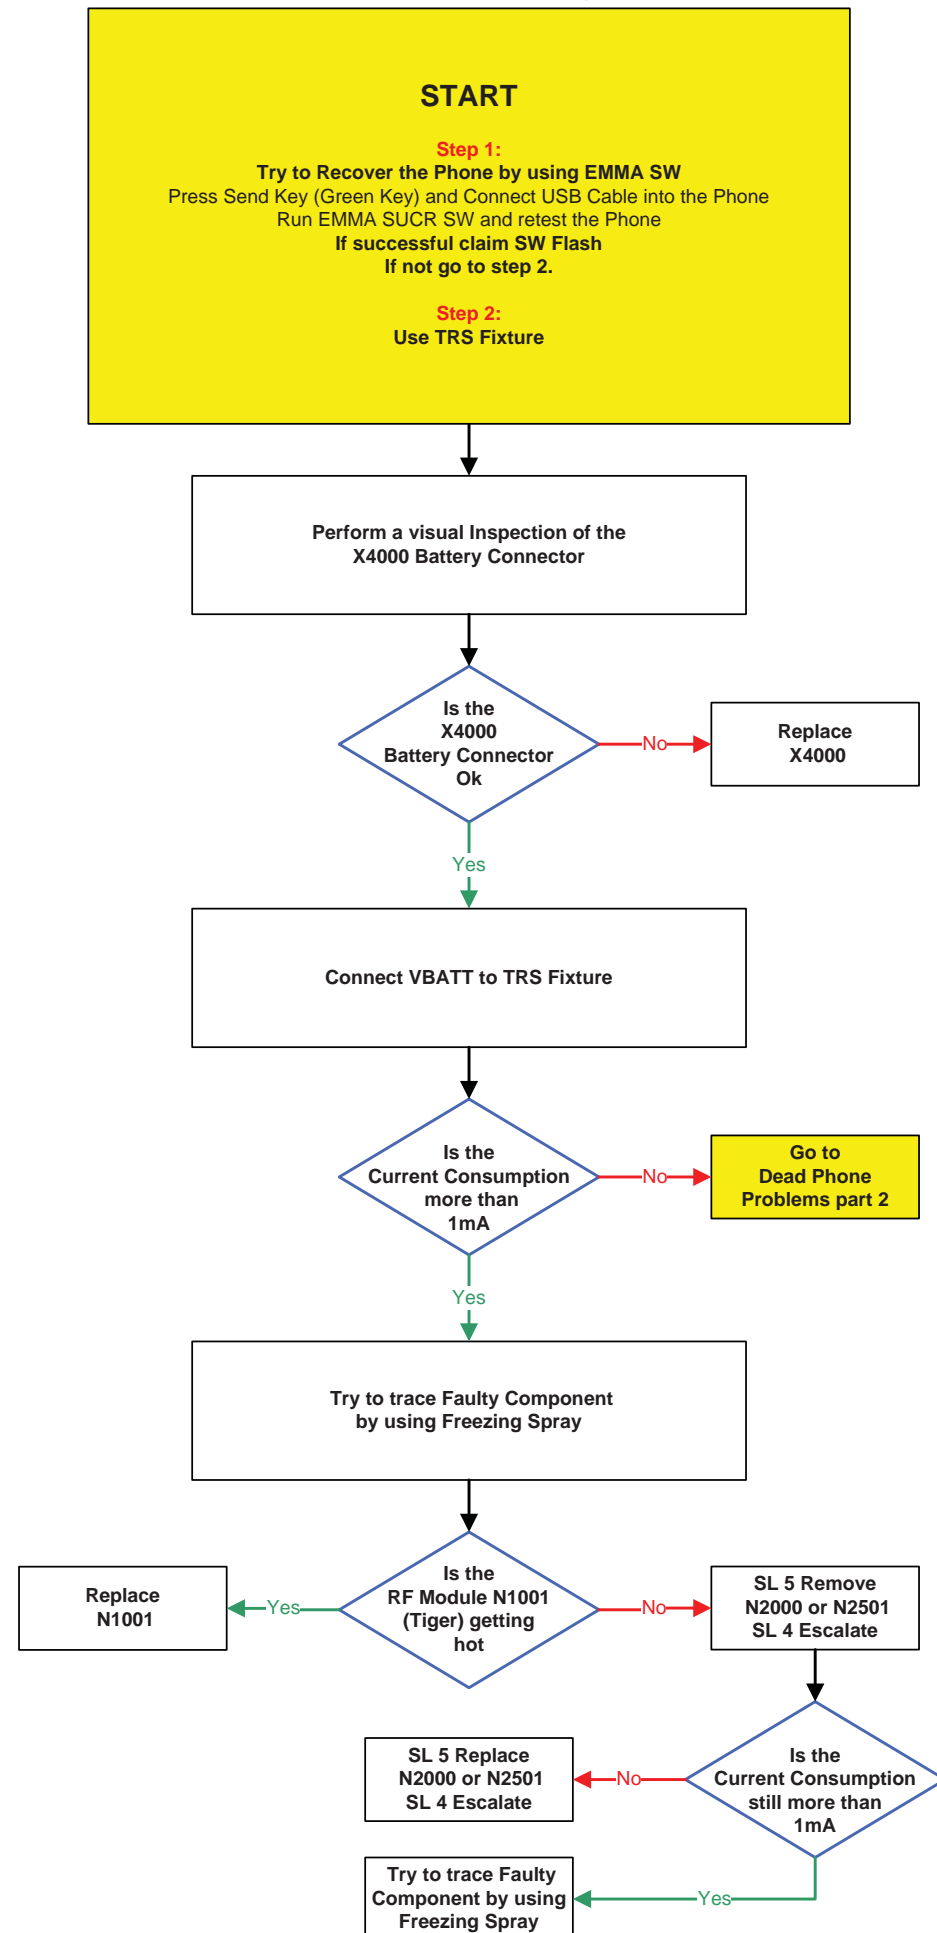 START
Step 1:
Try to Recover the Phone by using EMMA SW
Press Send Key (Green Key) and Connect USB Cable into the Phone
Run EMMA SUCR SW and retest the Phone
If successful claim SW Flash
If not go to step 2.
Step 2:
Use TRS Fixture
Perform a visual Inspection of the
X4000 Battery Connector
Is the
X4000
Battery Connector
Ok
No
Replace
X4000
Yes
Connect VBATT to TRS Fixture
Is the
Current Consumption
more than
1mA
No
Go to
Dead Phone
Problems part 2
Yes
Try to trace Faulty Component
by using Freezing Spray
Is the
RF Module N1001
(Tiger) getting
hot
Yes
Replace
N1001
No
SL 5 Remove
N2000 or N2501
SL 4 Escalate
Is the
Current Consumption
still more than
1mA
No
SL 5 Replace
N2000 or N2501
SL 4 Escalate
Yes
Try to trace Faulty
Component by using
Freezing Spray